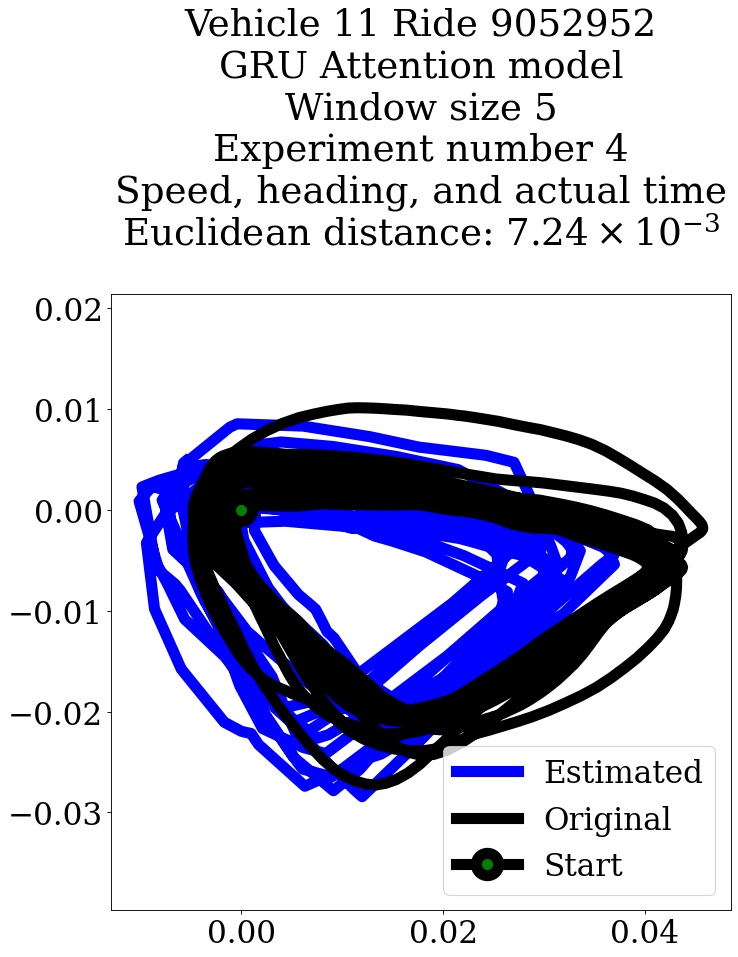 Vehicle 11 Ride 9052952
GRU Attention model
Window size 5
Experiment number 4
Speed, heading, and actual time
Euclidean distance: 7.24 × 10⁻³
0.02
0.01
0.00
−0.01
−0.02
−0.03
Estimated
Original
Start
0.00 0.02 0.04